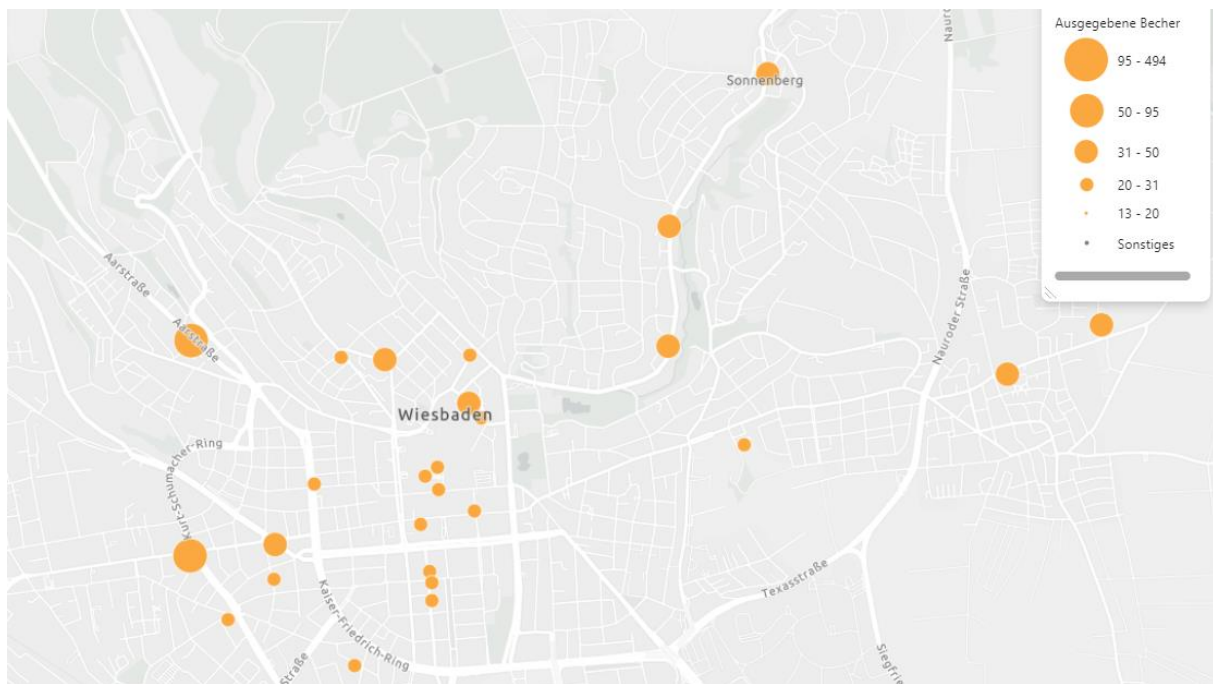 Ausgegebene Becher
95 - 494
50 - 95
31 - 50
20 - 31
13 - 20
Sonstiges
Sonnenberg
Aarstraße
Aarstraße
Nauroder Straße
Wiesbaden
Kurt-Schumacher-Ring
Kaiser-Friedrich-Ring
Texasstraße
Straße